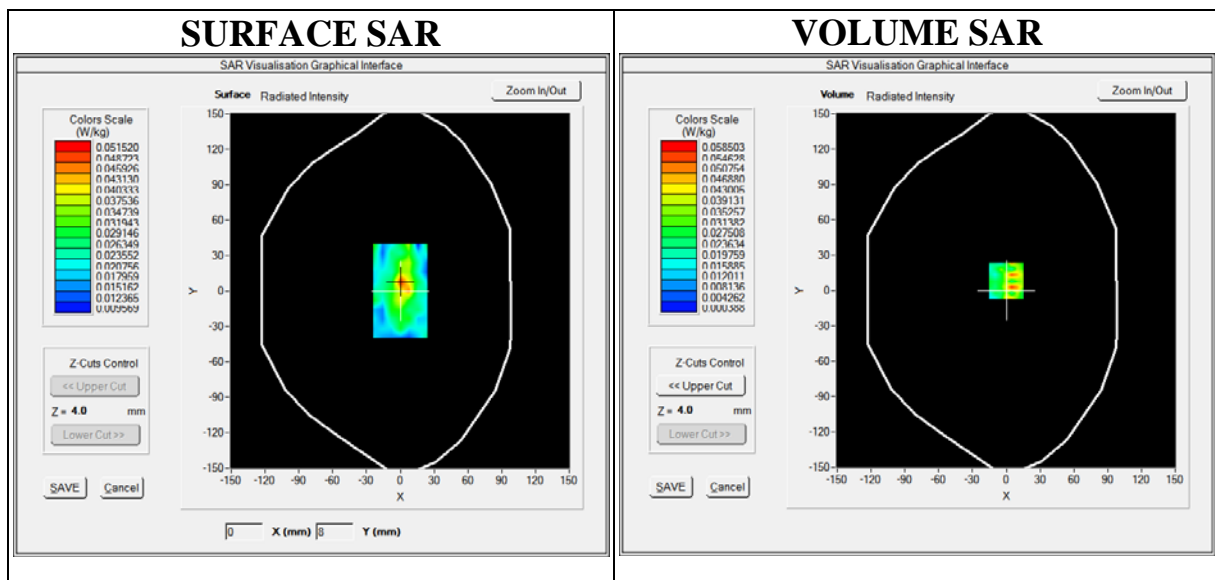 SURFACE SAR
SAR Visualisation Graphical Interface
Surface Radiated Intensity
Zoom In/Out
Colors Scale
(W/kg)
0.051520
0.048723
0.045926
0.043130
0.040333
0.037536
0.034739
0.031943
0.029146
0.026349
0.023552
0.020756
0.017959
0.015162
0.012365
0.009569
150
120
90
60
30
0
-30
-60
-90
-120
-150
Y
-150 -120 -90 -60 -30 0 30 60 90 120 150
X
Z-Cuts Control
<< Upper Cut
Z = 4.0 mm
Lower Cut >>
SAVE Cancel
0 X (mm) 8 Y (mm)
VOLUME SAR
SAR Visualisation Graphical Interface
Volume Radiated Intensity
Zoom In/Out
Colors Scale
(W/kg)
0.058503
0.054628
0.050754
0.046880
0.043005
0.039131
0.035257
0.031382
0.027508
0.023634
0.019759
0.015885
0.012011
0.008136
0.004262
0.000388
150
120
90
60
30
0
-30
-60
-90
-120
-150
Y
-150 -120 -90 -60 -30 0 30 60 90 120 150
X
Z-Cuts Control
<< Upper Cut
Z = 4.0 mm
Lower Cut >>
SAVE Cancel